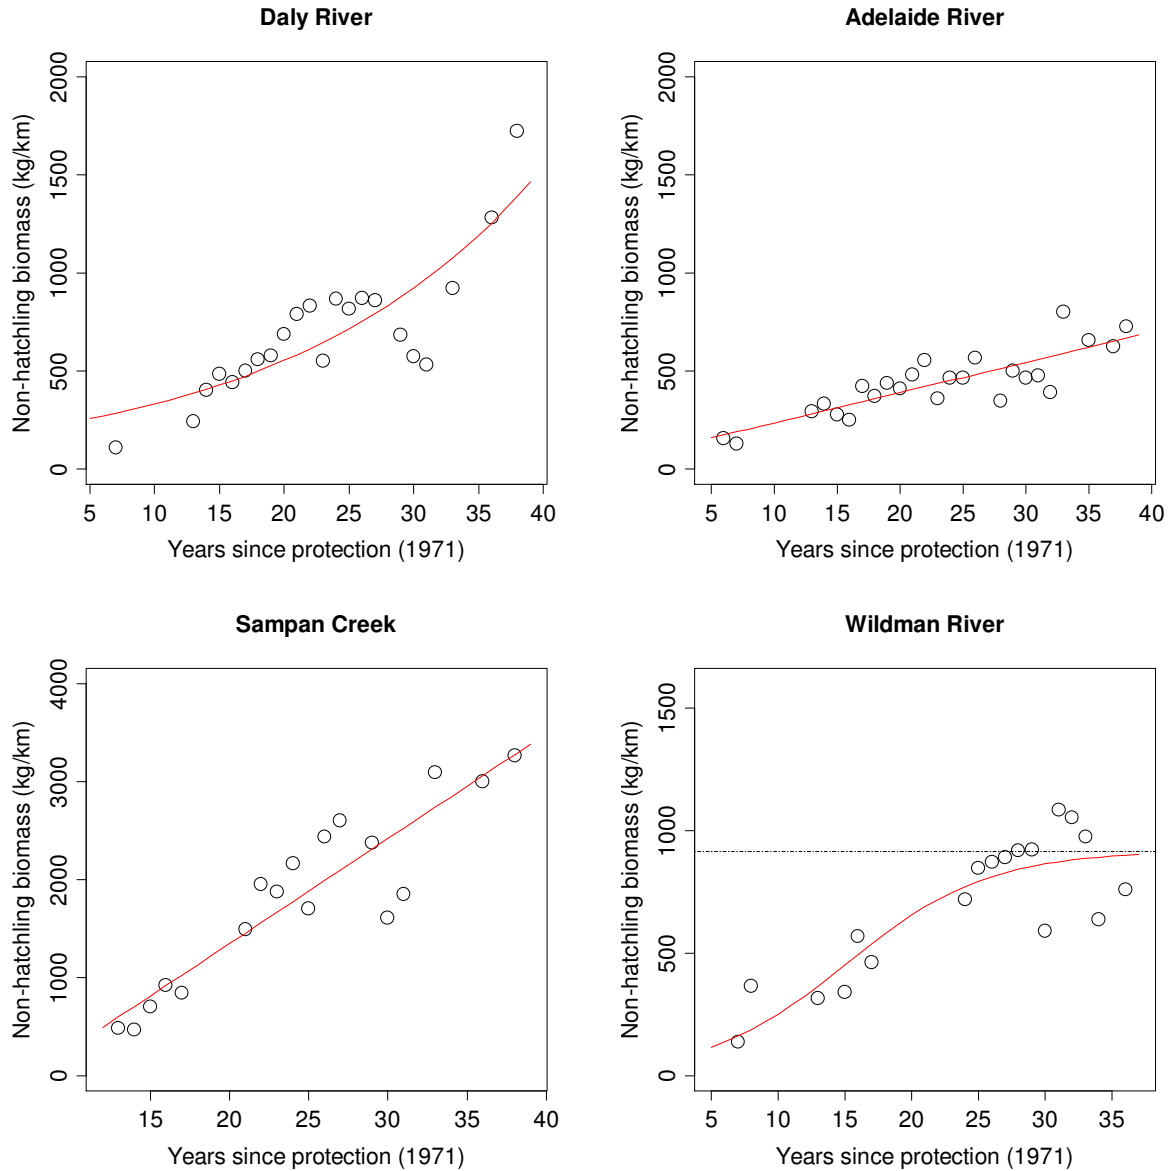 Daly River
Non-hatchling biomass (kg/km)
0 500 1000 1500 2000
5 10 15 20 25 30 35 40
Years since protection (1971)
Adelaide River
Non-hatchling biomass (kg/km)
0 500 1000 1500 2000
5 10 15 20 25 30 35 40
Years since protection (1971)
Sampan Creek
Non-hatchling biomass (kg/km)
0 1000 2000 3000 4000
15 20 25 30 35 40
Years since protection (1971)
Wildman River
Non-hatchling biomass (kg/km)
0 500 1000 1500
5 10 15 20 25 30 35
Years since protection (1971)